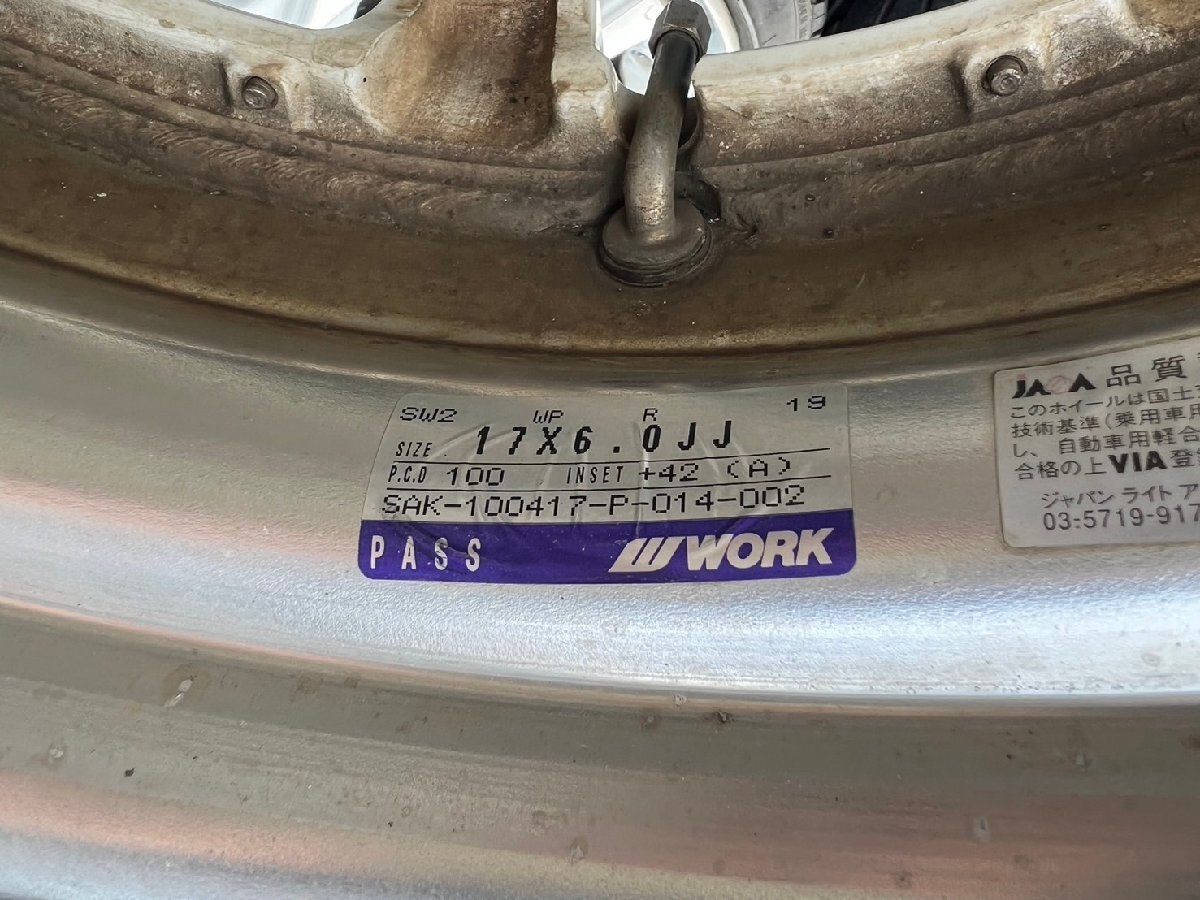 SW2 WP R 19
SIZE. 17X6.0JJ
P.C.D 100 . INSET +42 (A)
SAK-100417-P-014-002
PASS WORK
JAWA 品質
このホイールは国土
技術基準(乗用車用
し、自動車用軽合
合格の上VIA登
ジャパン ライト ア
03:5719-917